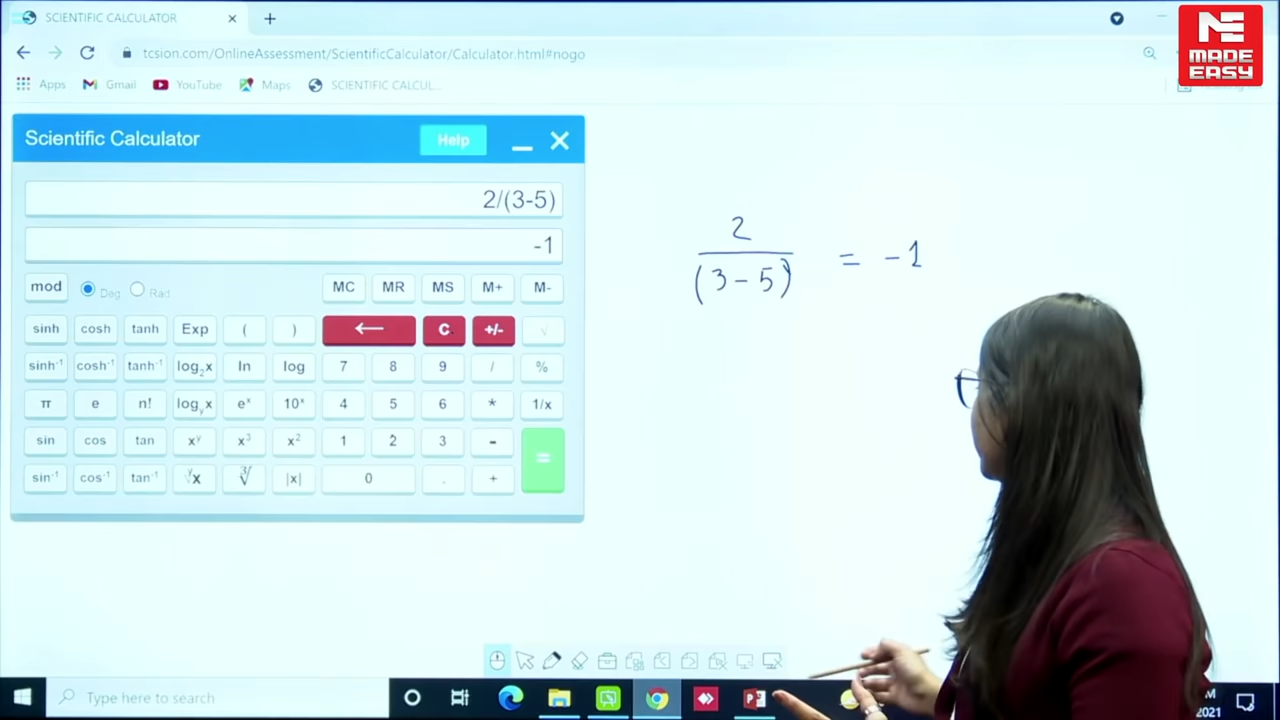 SCIENTIFIC CALCULATOR
tcsion.com/OnlineAssessment/ScientificCalculator/Calculator.html#nogo
Apps Gmail YouTube Maps SCIENTIFIC CALCUL...
ME
MADE
EASY
Scientific Calculator Help
2/(3-5)
-1
mod Deg Rad MC MR MS M+ M-
sinh cosh tanh Exp ( ) ← C +/- √
sinh⁻¹ cosh⁻¹ tanh⁻¹ log₂x ln log 7 8 9 / %
π e n! logᵧx eˣ 10ˣ 4 5 6 * 1/x
sin cos tan xʸ x³ x² 1 2 3 - =
sin⁻¹ cos⁻¹ tan⁻¹ ʸ√x ³√ |x| 0 . +
2
(3-5) = -1
Type here to search
2021